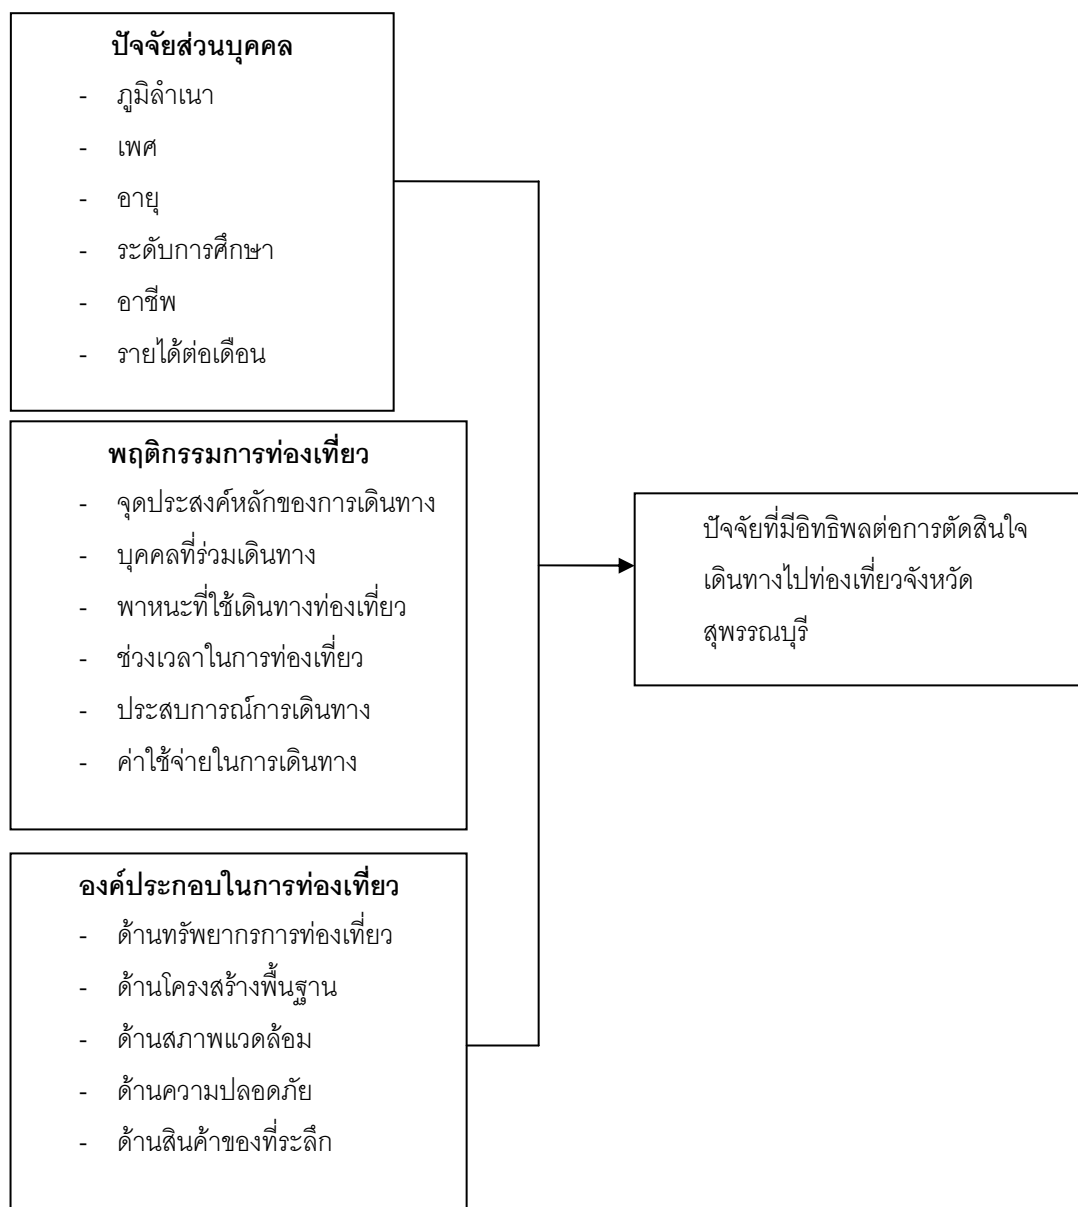 ปัจจัยส่วนบุคคล
- ภูมิลำเนา
- เพศ
- อายุ
- ระดับการศึกษา
- อาชีพ
- รายได้ต่อเดือน
พฤติกรรมการท่องเที่ยว
- จุดประสงค์หลักของการเดินทาง
- บุคคลที่ร่วมเดินทาง
- พาหนะที่ใช้เดินทางท่องเที่ยว
- ช่วงเวลาในการท่องเที่ยว
- ประสบการณ์การเดินทาง
- ค่าใช้จ่ายในการเดินทาง
องค์ประกอบในการท่องเที่ยว
- ด้านทรัพยากรการท่องเที่ยว
- ด้านโครงสร้างพื้นฐาน
- ด้านสภาพแวดล้อม
- ด้านความปลอดภัย
- ด้านสินค้าของที่ระลึก
ปัจจัยที่มีอิทธิพลต่อการตัดสินใจ
เดินทางไปท่องเที่ยวจังหวัด
สุพรรณบุรี